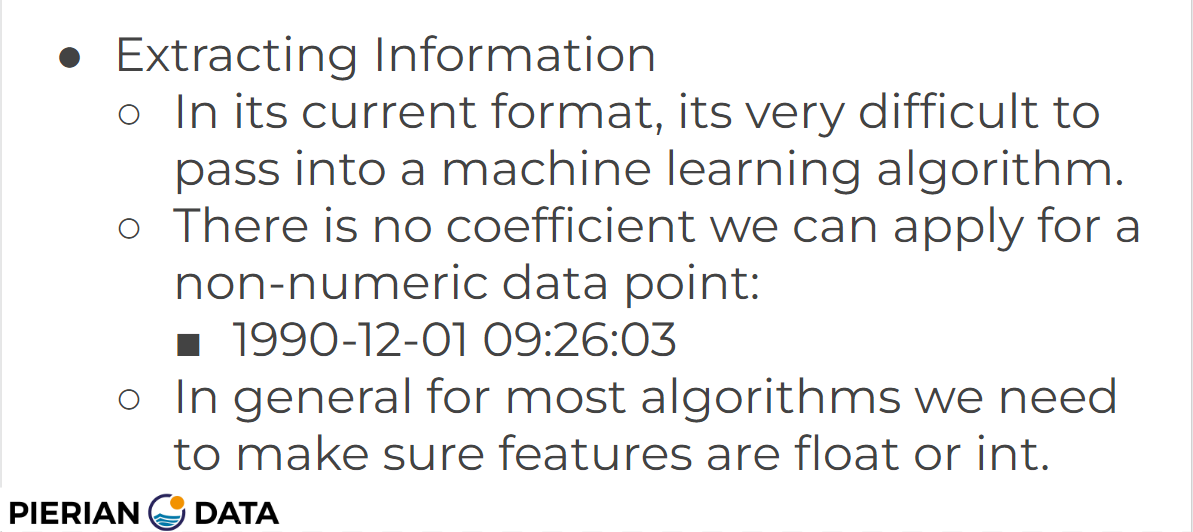 ● Extracting Information
○ In its current format, its very difficult to
pass into a machine learning algorithm.
○ There is no coefficient we can apply for a
non-numeric data point:
■ 1990-12-01 09:26:03
○ In general for most algorithms we need
to make sure features are float or int.
PIERIAN DATA